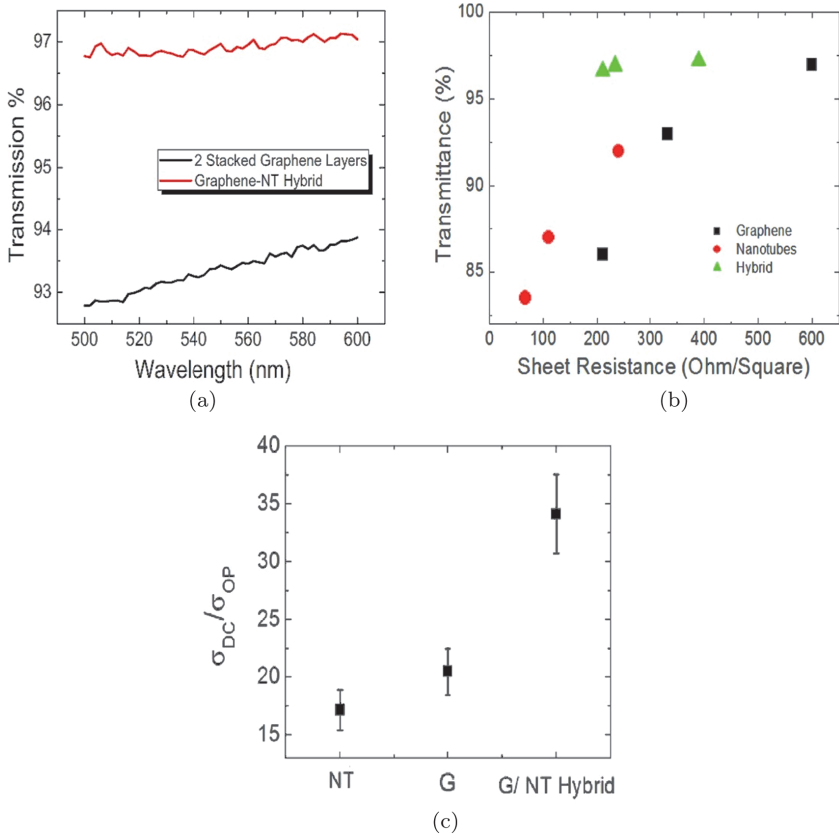 97
96
95
94
93
Transmission %
2 Stacked Graphene Layers
Graphene-NT Hybrid
500 520 540 560 580 600
Wavelength (nm)
(a)
100
95
90
85
Transmittance (%)
Graphene
Nanotubes
Hybrid
0 100 200 300 400 500 600
Sheet Resistance (Ohm/Square)
(b)
40
35
30
25
20
15
σDC/σOP
NT G G/ NT Hybrid
(c)